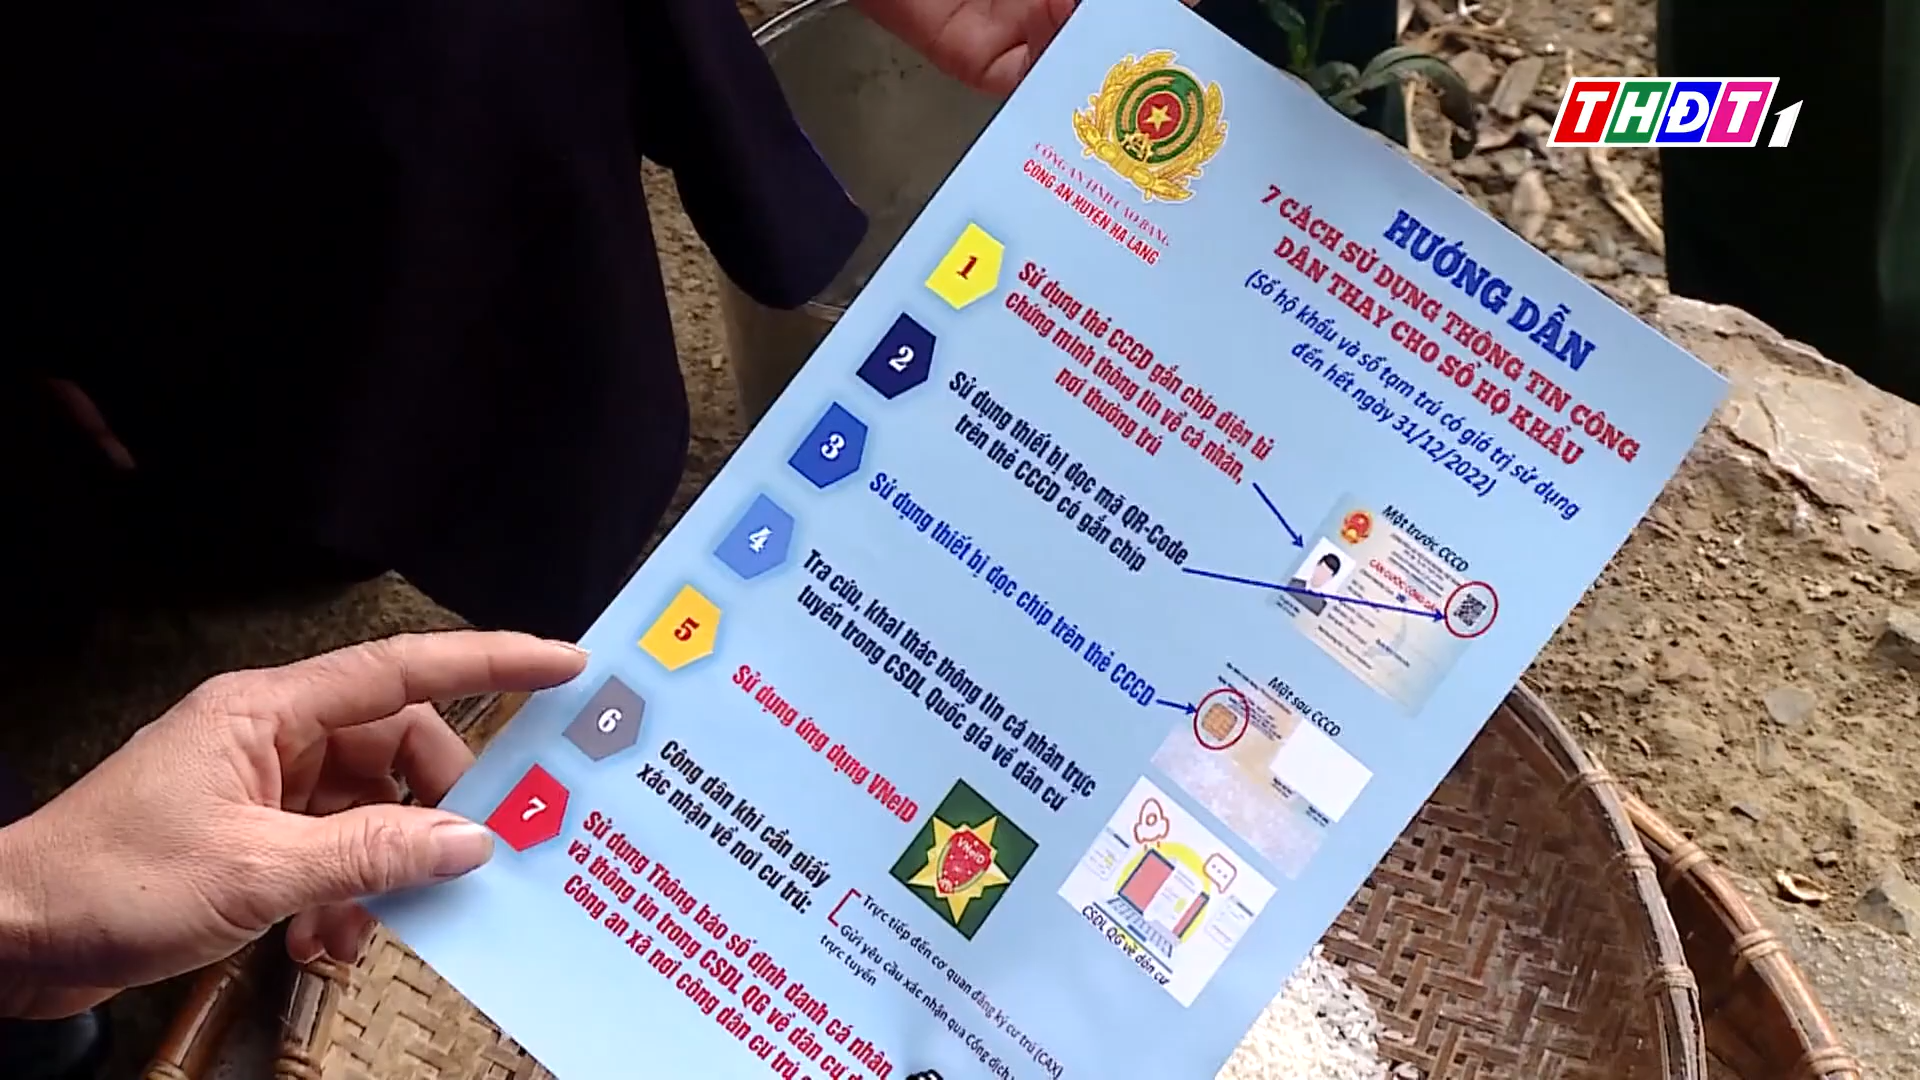 THĐT1
CÔNG AN TỈNH CAO BẰNG
CÔNG AN HUYỆN HẠ LANG
HƯỚNG DẪN
7 CÁCH SỬ DỤNG THÔNG TIN CÔNG
DÂN THAY CHO SỔ HỘ KHẨU
(Sổ hộ khẩu và sổ tạm trú có giá trị sử dụng
đến hết ngày 31/12/2022)
1
Sử dụng thẻ CCCD gắn chíp điện tử
chứng minh thông tin về cá nhân,
nơi thường trú
2
Sử dụng thiết bị đọc mã QR-Code
trên thẻ CCCD có gắn chíp
3
Sử dụng thiết bị đọc chíp trên thẻ CCCD
4
Tra cứu, khai thác thông tin cá nhân trực
tuyến trong CSDL Quốc gia về dân cư
5
Sử dụng ứng dụng VNeID
6
Công dân khi cần giấy
xác nhận về nơi cư trú:
Trực tiếp đến cơ quan đăng ký cư trú (CAX)
Gửi yêu cầu xác nhận qua Cổng dịch
trực tuyến
7
Sử dụng Thông báo số định danh cá nhân
và thông tin trong CSDL QG về dân cư
Công an xã nơi công dân cư trú
Mặt trước CCCD
CĂN CƯỚC CÔNG DÂN
Mặt sau CCCD
VNeID
CSDL QG về dân cư